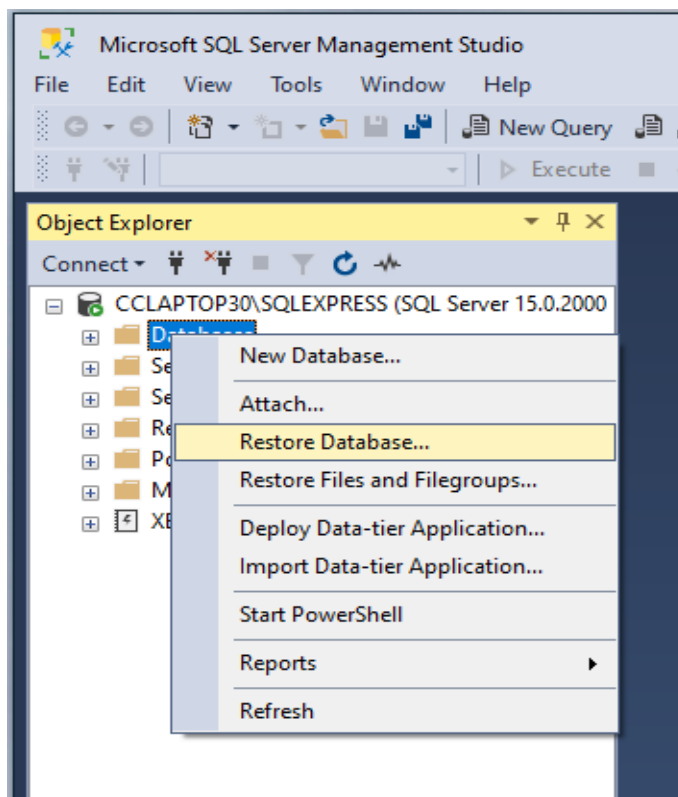 Microsoft SQL Server Management Studio
File Edit View Tools Window Help
New Query
Execute
Object Explorer
Connect
CCLAPTOP30\SQLEXPRESS (SQL Server 15.0.2000
New Database...
Attach...
Restore Database...
Restore Files and Filegroups...
Deploy Data-tier Application...
Import Data-tier Application...
Start PowerShell
Reports
Refresh